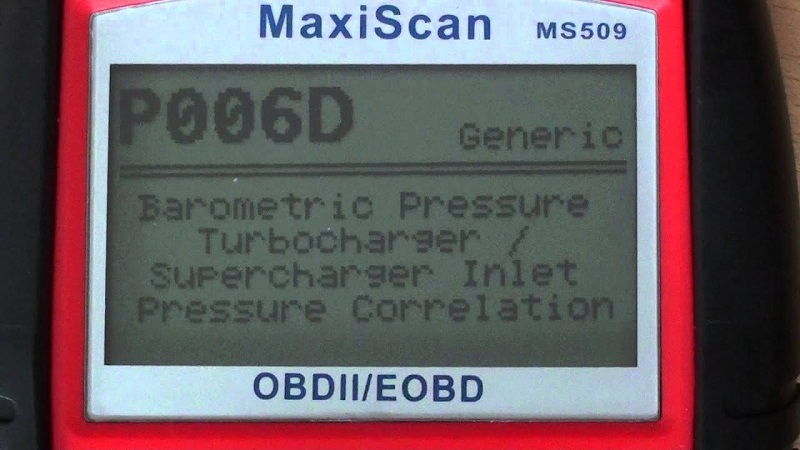 MaxiScan MS509
P006D Generic
Barometric Pressure
Turbocharger /
Supercharger Inlet
Pressure Correlation
OBDII/EOBD